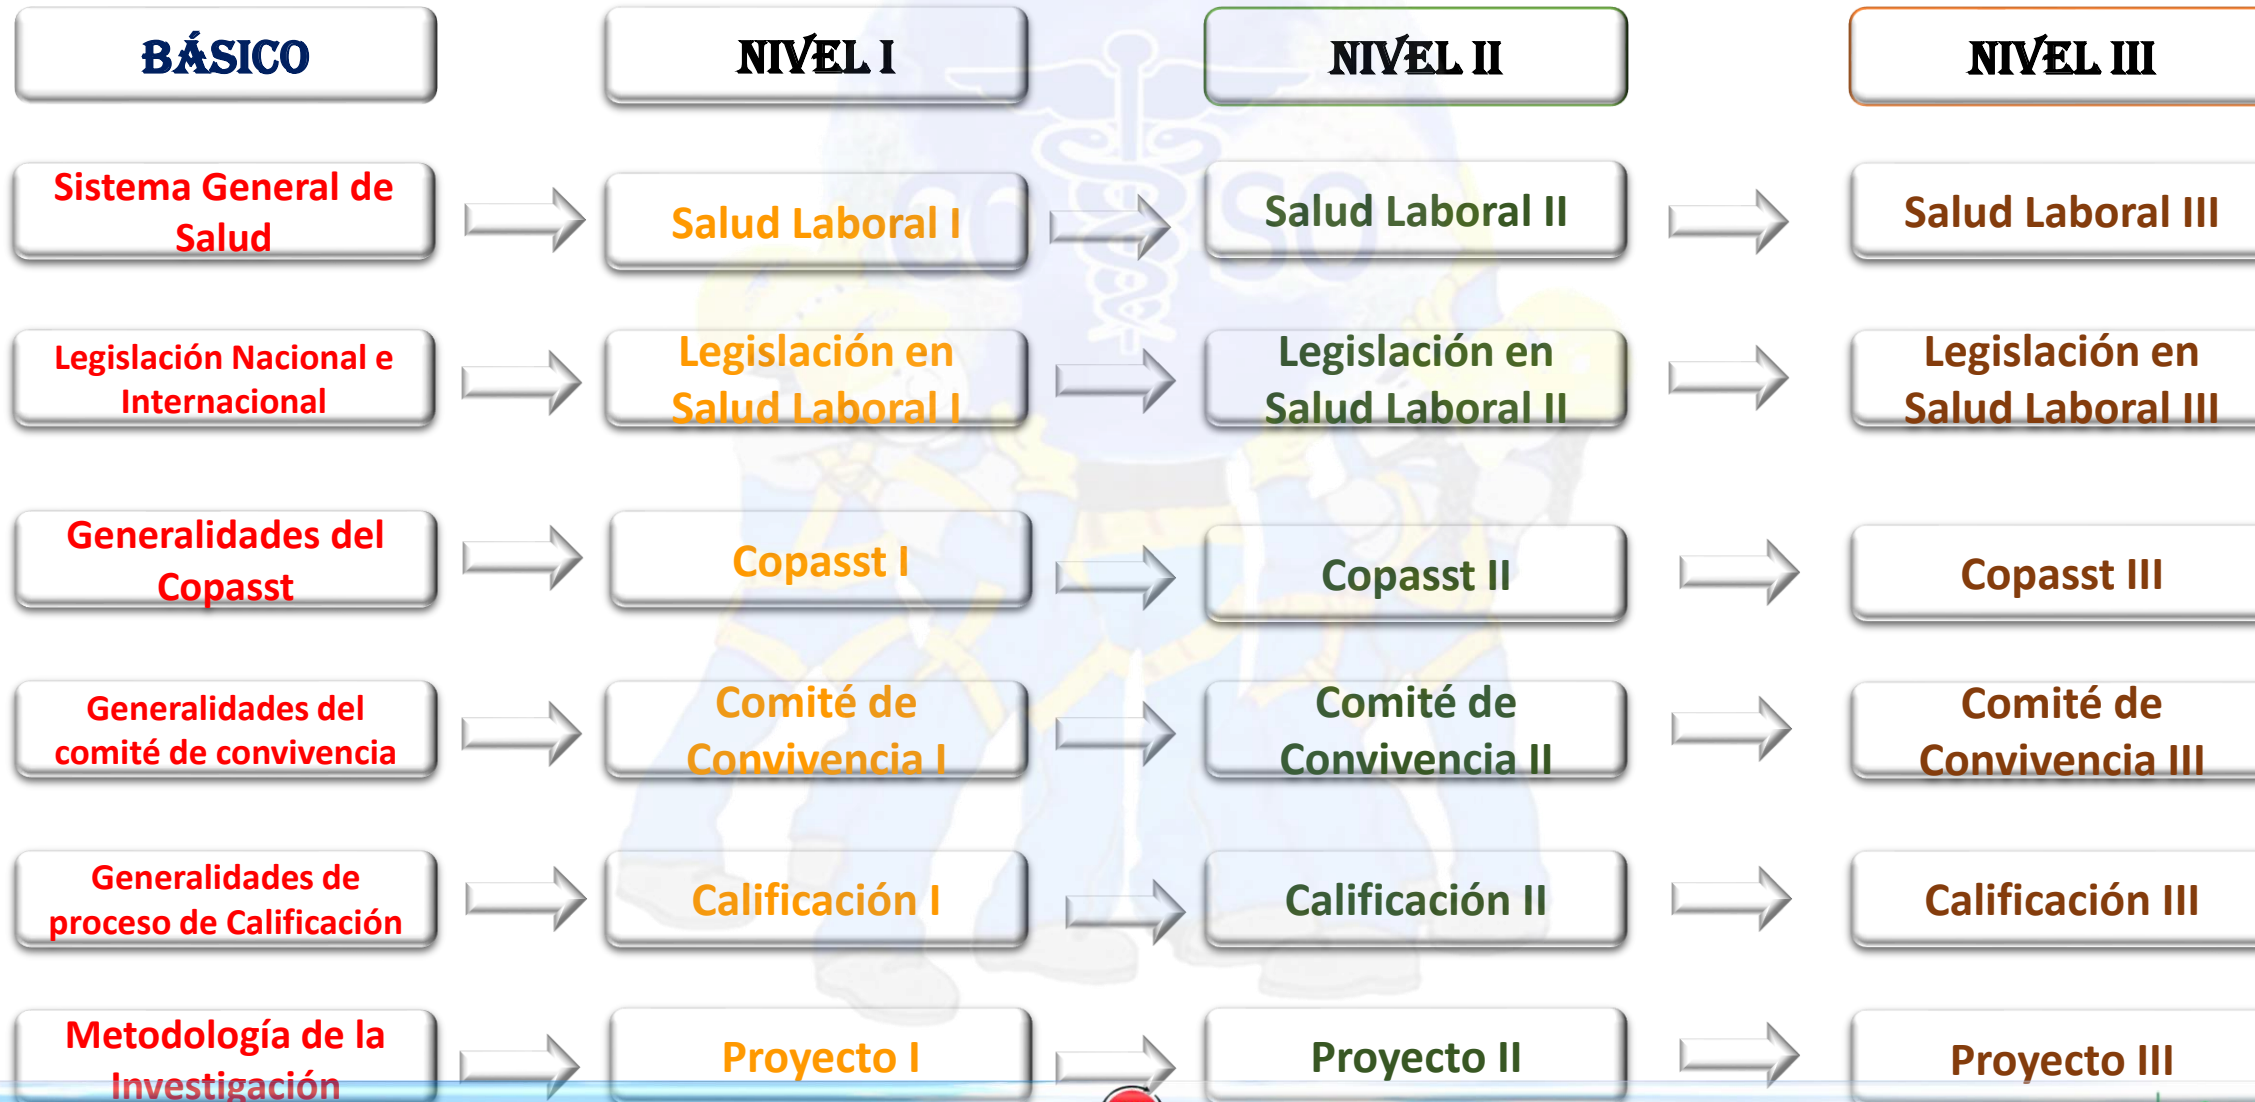 BÁSICO
NIVEL I
NIVEL II
NIVEL III
Sistema General de
Salud
Salud Laboral I
Salud Laboral II
Salud Laboral III
Legislación Nacional e
Internacional
Legislación en
Salud Laboral I
Legislación en
Salud Laboral II
Legislación en
Salud Laboral III
Generalidades del
Copasst
Copasst I
Copasst II
Copasst III
Generalidades del
comité de convivencia
Comité de
Convivencia I
Comité de
Convivencia II
Comité de
Convivencia III
Generalidades de
proceso de Calificación
Calificación I
Calificación II
Calificación III
Metodología de la
Investigación
Proyecto I
Proyecto II
Proyecto III